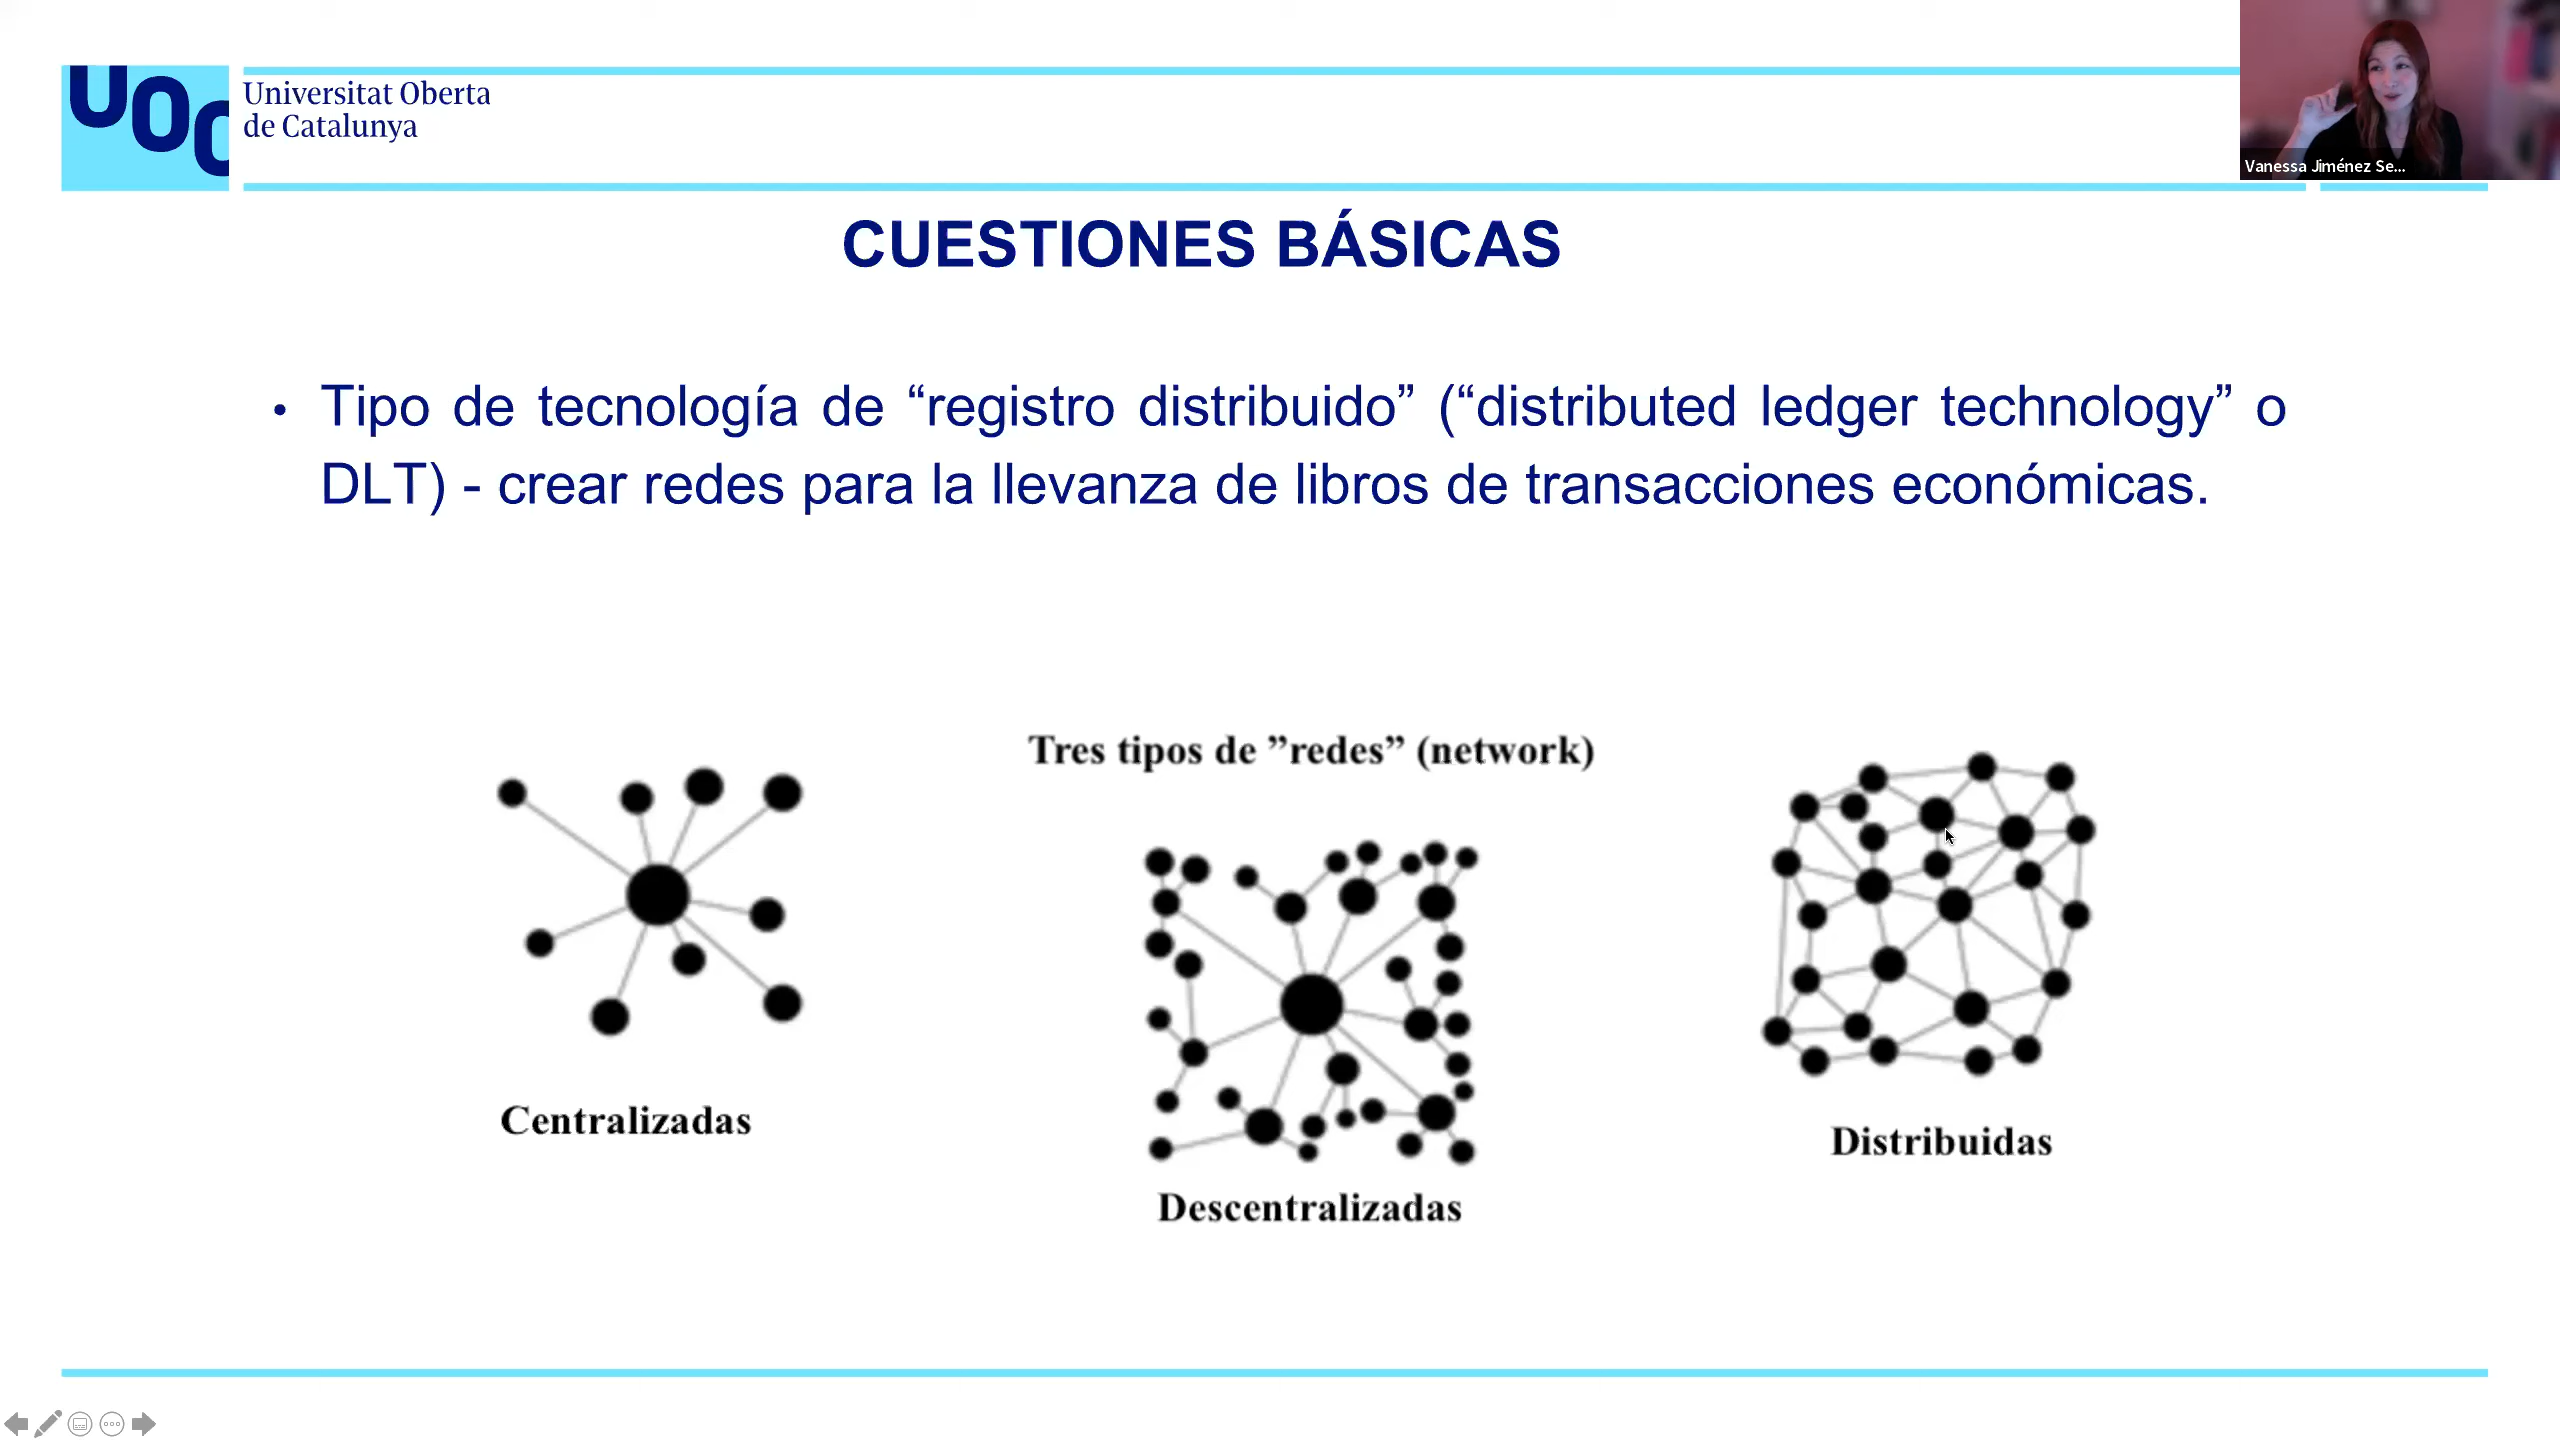 UOC
Universitat Oberta
de Catalunya
Vanessa Jiménez Se...
CUESTIONES BÁSICAS
• Tipo de tecnología de “registro distribuido” (“distributed ledger technology” o
DLT) - crear redes para la llevanza de libros de transacciones económicas.
Tres tipos de ”redes” (network)
Centralizadas
Descentralizadas
Distribuidas